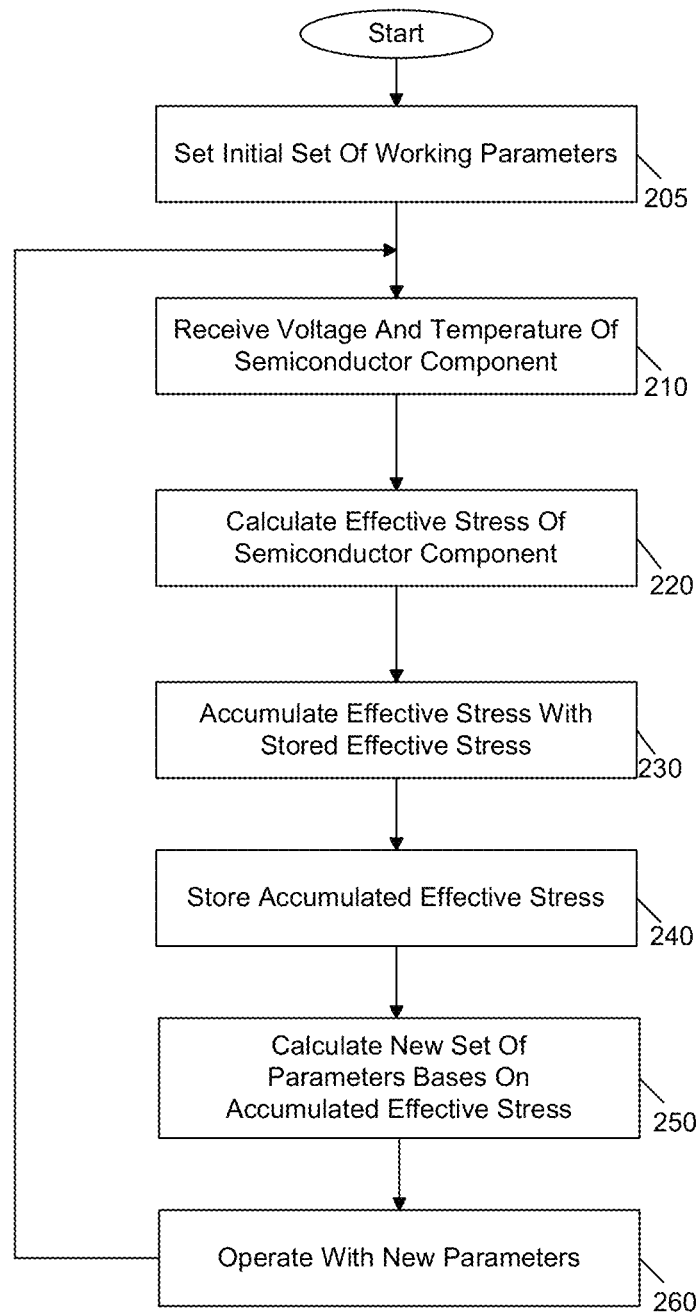 Start
Set Initial Set Of Working Parameters
205
Receive Voltage And Temperature Of
Semiconductor Component
210
Calculate Effective Stress Of
Semiconductor Component
220
Accumulate Effective Stress With
Stored Effective Stress
230
Store Accumulated Effective Stress
240
Calculate New Set Of
Parameters Bases On
Accumulated Effective Stress
250
Operate With New Parameters
260